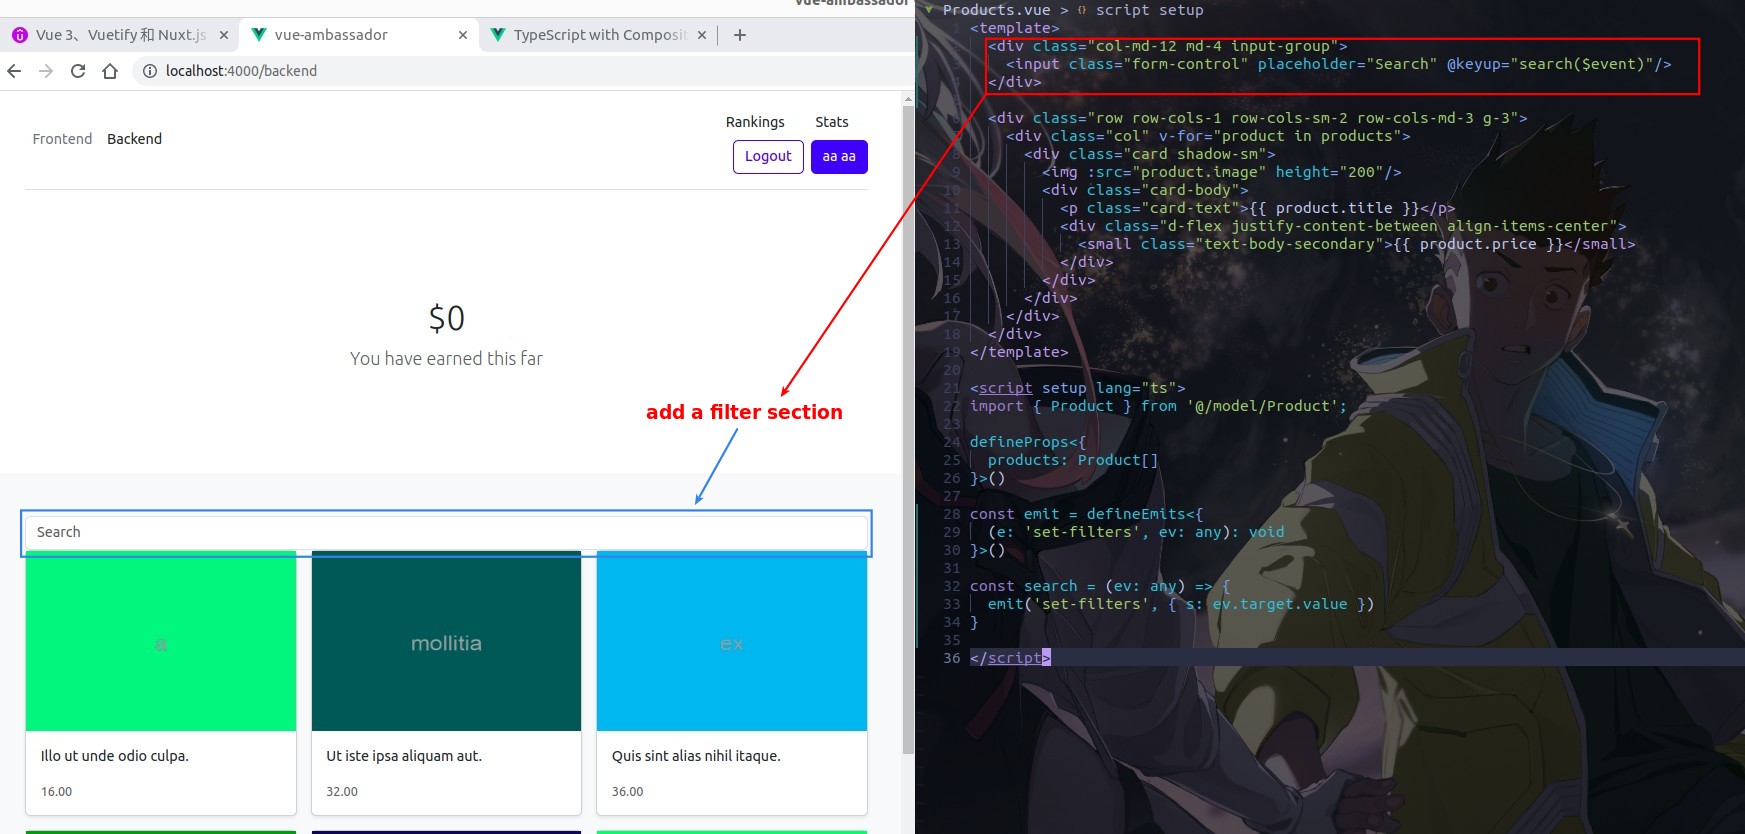 vue-ambassador
Vue 3、Vuetify 和 Nuxt.js
vue-ambassador
TypeScript with Composit
localhost:4000/backend
Rankings Stats
Frontend Backend
Logout aa aa
$0
You have earned this far
add a filter section
Search
a mollitia ex
Illo ut unde odio culpa. Ut iste ipsa aliquam aut. Quis sint alias nihil itaque.
16.00 32.00 36.00
Products.vue > {} script setup
1 <template>
<div class="col-md-12 md-4 input-group">
<input class="form-control" placeholder="Search" @keyup="search($event)"/>
</div>
6 <div class="row row-cols-1 row-cols-sm-2 row-cols-md-3 g-3">
7 <div class="col" v-for="product in products">
8 <div class="card shadow-sm">
9 <img :src="product.image" height="200"/>
10 <div class="card-body">
11 <p class="card-text">{{ product.title }}</p>
12 <div class="d-flex justify-content-between align-items-center">
13 <small class="text-body-secondary">{{ product.price }}</small>
14 </div>
15 </div>
16 </div>
17 </div>
18 </div>
19 </template>
20
21 <script setup lang="ts">
22 import { Product } from '@/model/Product';
23
24 defineProps<{
25 products: Product[]
26 }>()
27
28 const emit = defineEmits<{
29 (e: 'set-filters', ev: any): void
30 }>()
31
32 const search = (ev: any) => {
33 emit('set-filters', { s: ev.target.value })
34 }
35
36 </script>